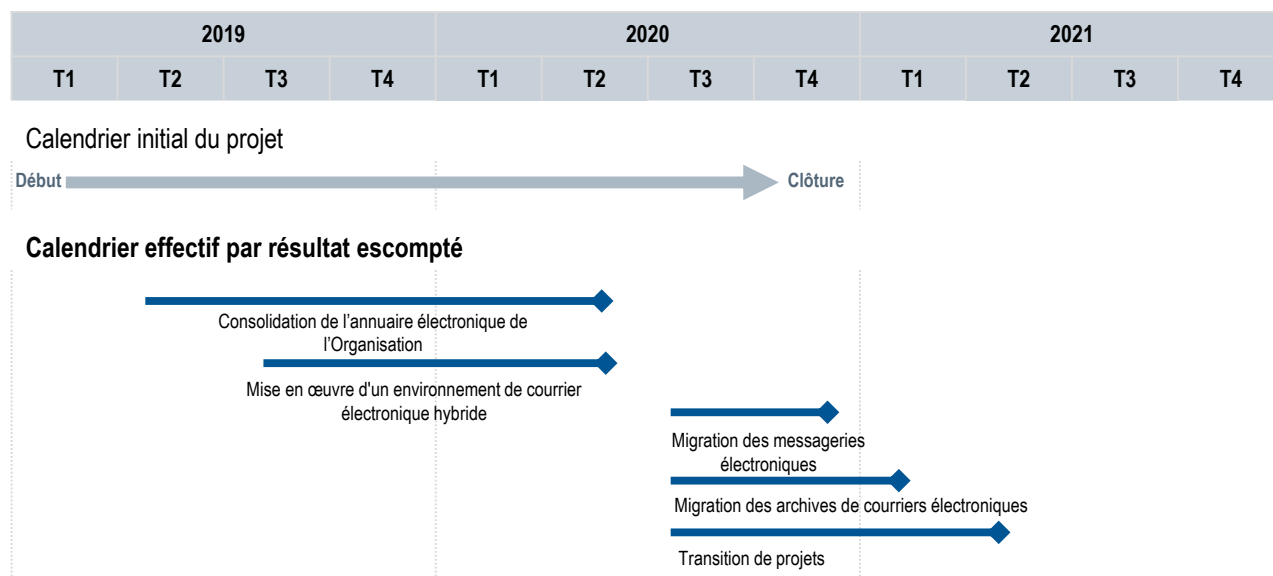 2019 2020 2021
T1 T2 T3 T4 T1 T2 T3 T4 T1 T2 T3 T4
Calendrier initial du projet
Début Clôture
Calendrier effectif par résultat escompté
Consolidation de l’annuaire électronique de
l’Organisation
Mise en œuvre d'un environnement de courrier
électronique hybride
Migration des messageries
électroniques
Migration des archives de courriers électroniques
Transition de projets